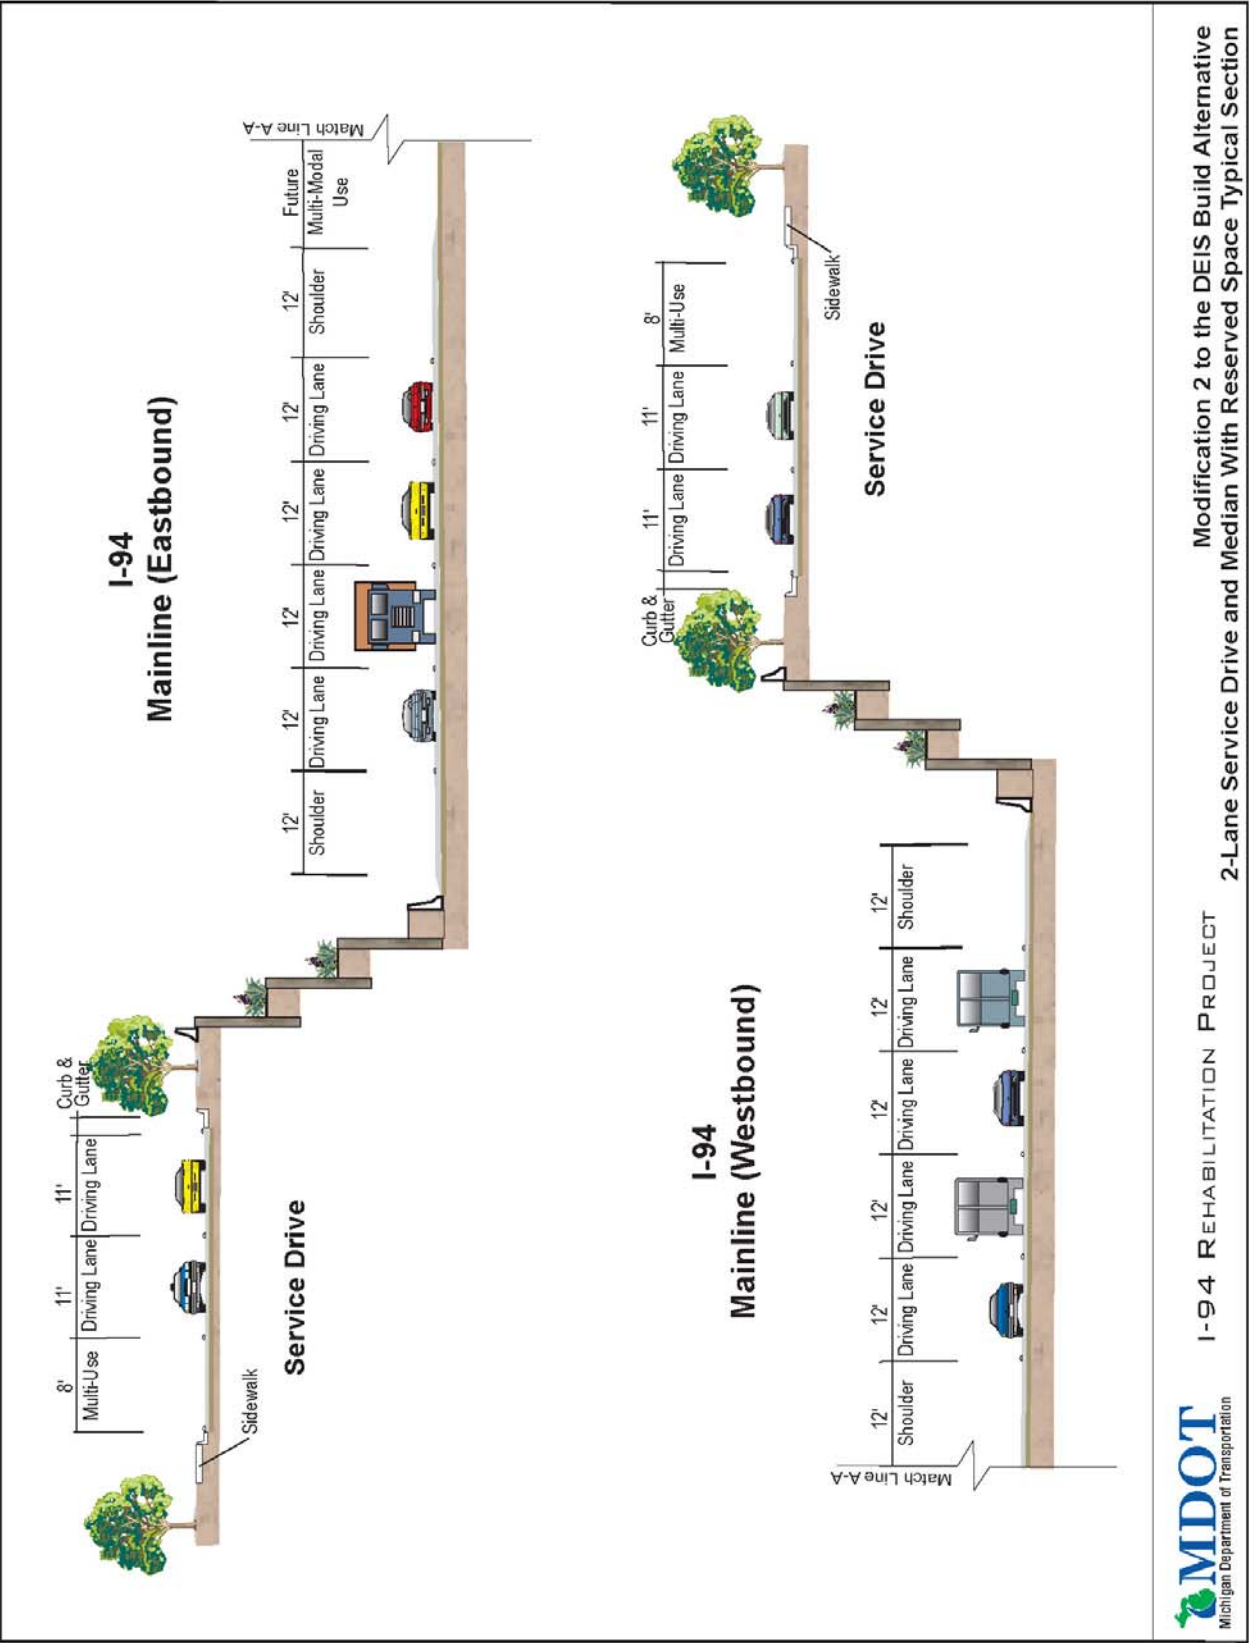 I-94
Mainline (Eastbound)
8'
11'
11'
Curb &
Gutter
Multi-Use
Driving Lane
Driving Lane
Sidewalk
Service Drive
12'
12'
12'
12'
12'
12'
Future
Multi-Modal
Use
Shoulder
Driving Lane
Driving Lane
Driving Lane
Driving Lane
Shoulder
Match Line A-A
I-94
Mainline (Westbound)
Match Line A-A
12'
12'
12'
12'
12'
12'
Shoulder
Driving Lane
Driving Lane
Driving Lane
Driving Lane
Shoulder
Curb &
Gutter
11'
11'
8'
Driving Lane
Driving Lane
Multi-Use
Sidewalk
Service Drive
MDOT
Michigan Department of Transportation
I-94 REHABILITATION PROJECT
Modification 2 to the DEIS Build Alternative
2-Lane Service Drive and Median With Reserved Space Typical Section